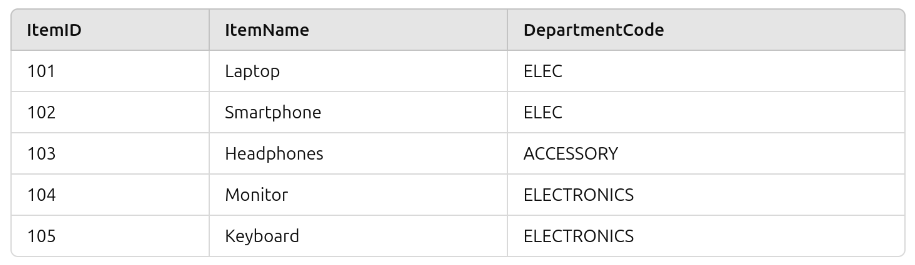 ItemID ItemName DepartmentCode
101 Laptop ELEC
102 Smartphone ELEC
103 Headphones ACCESSORY
104 Monitor ELECTRONICS
105 Keyboard ELECTRONICS